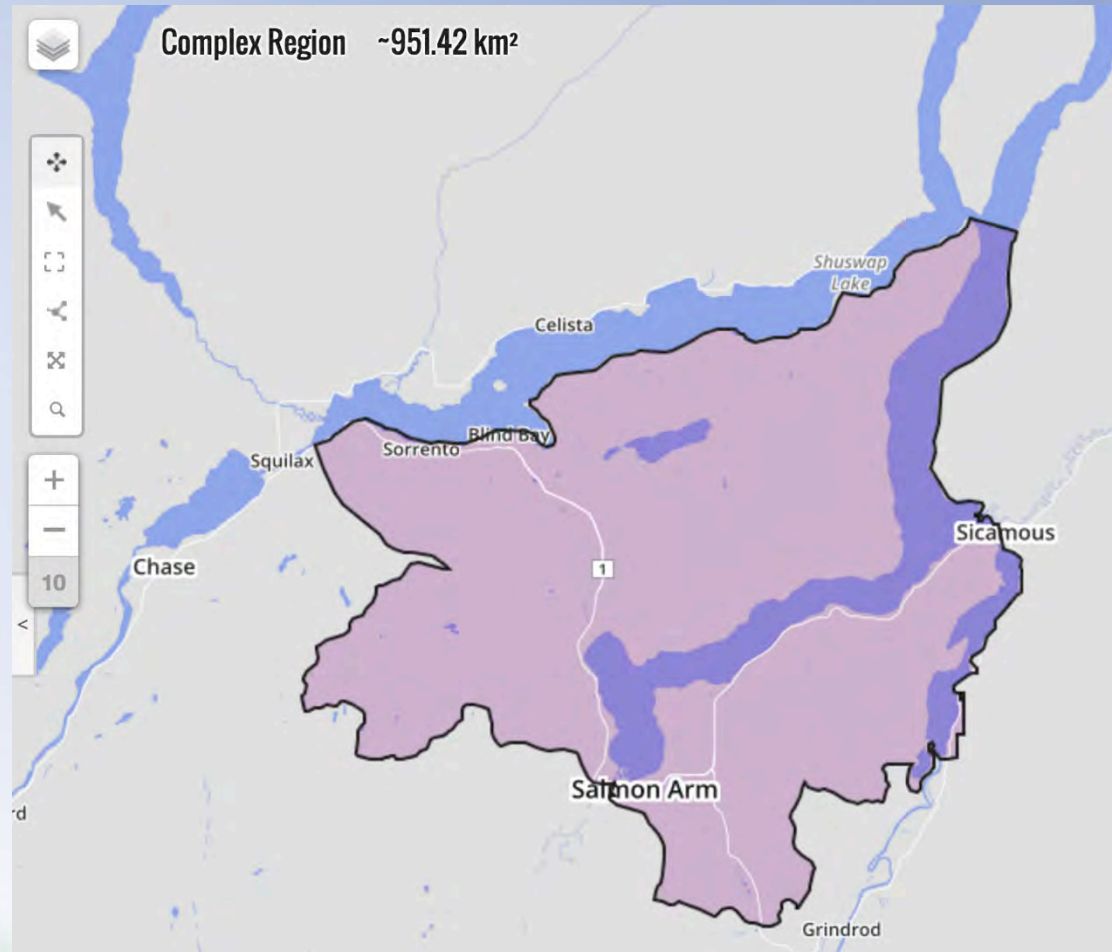 Complex Region ~951.42 km²
Shuswap
Lake
Celista
Blind Bay
Sorrento
Squilax
Sicamous
Chase
1
10
<
Salmon Arm
rd
Grindrod